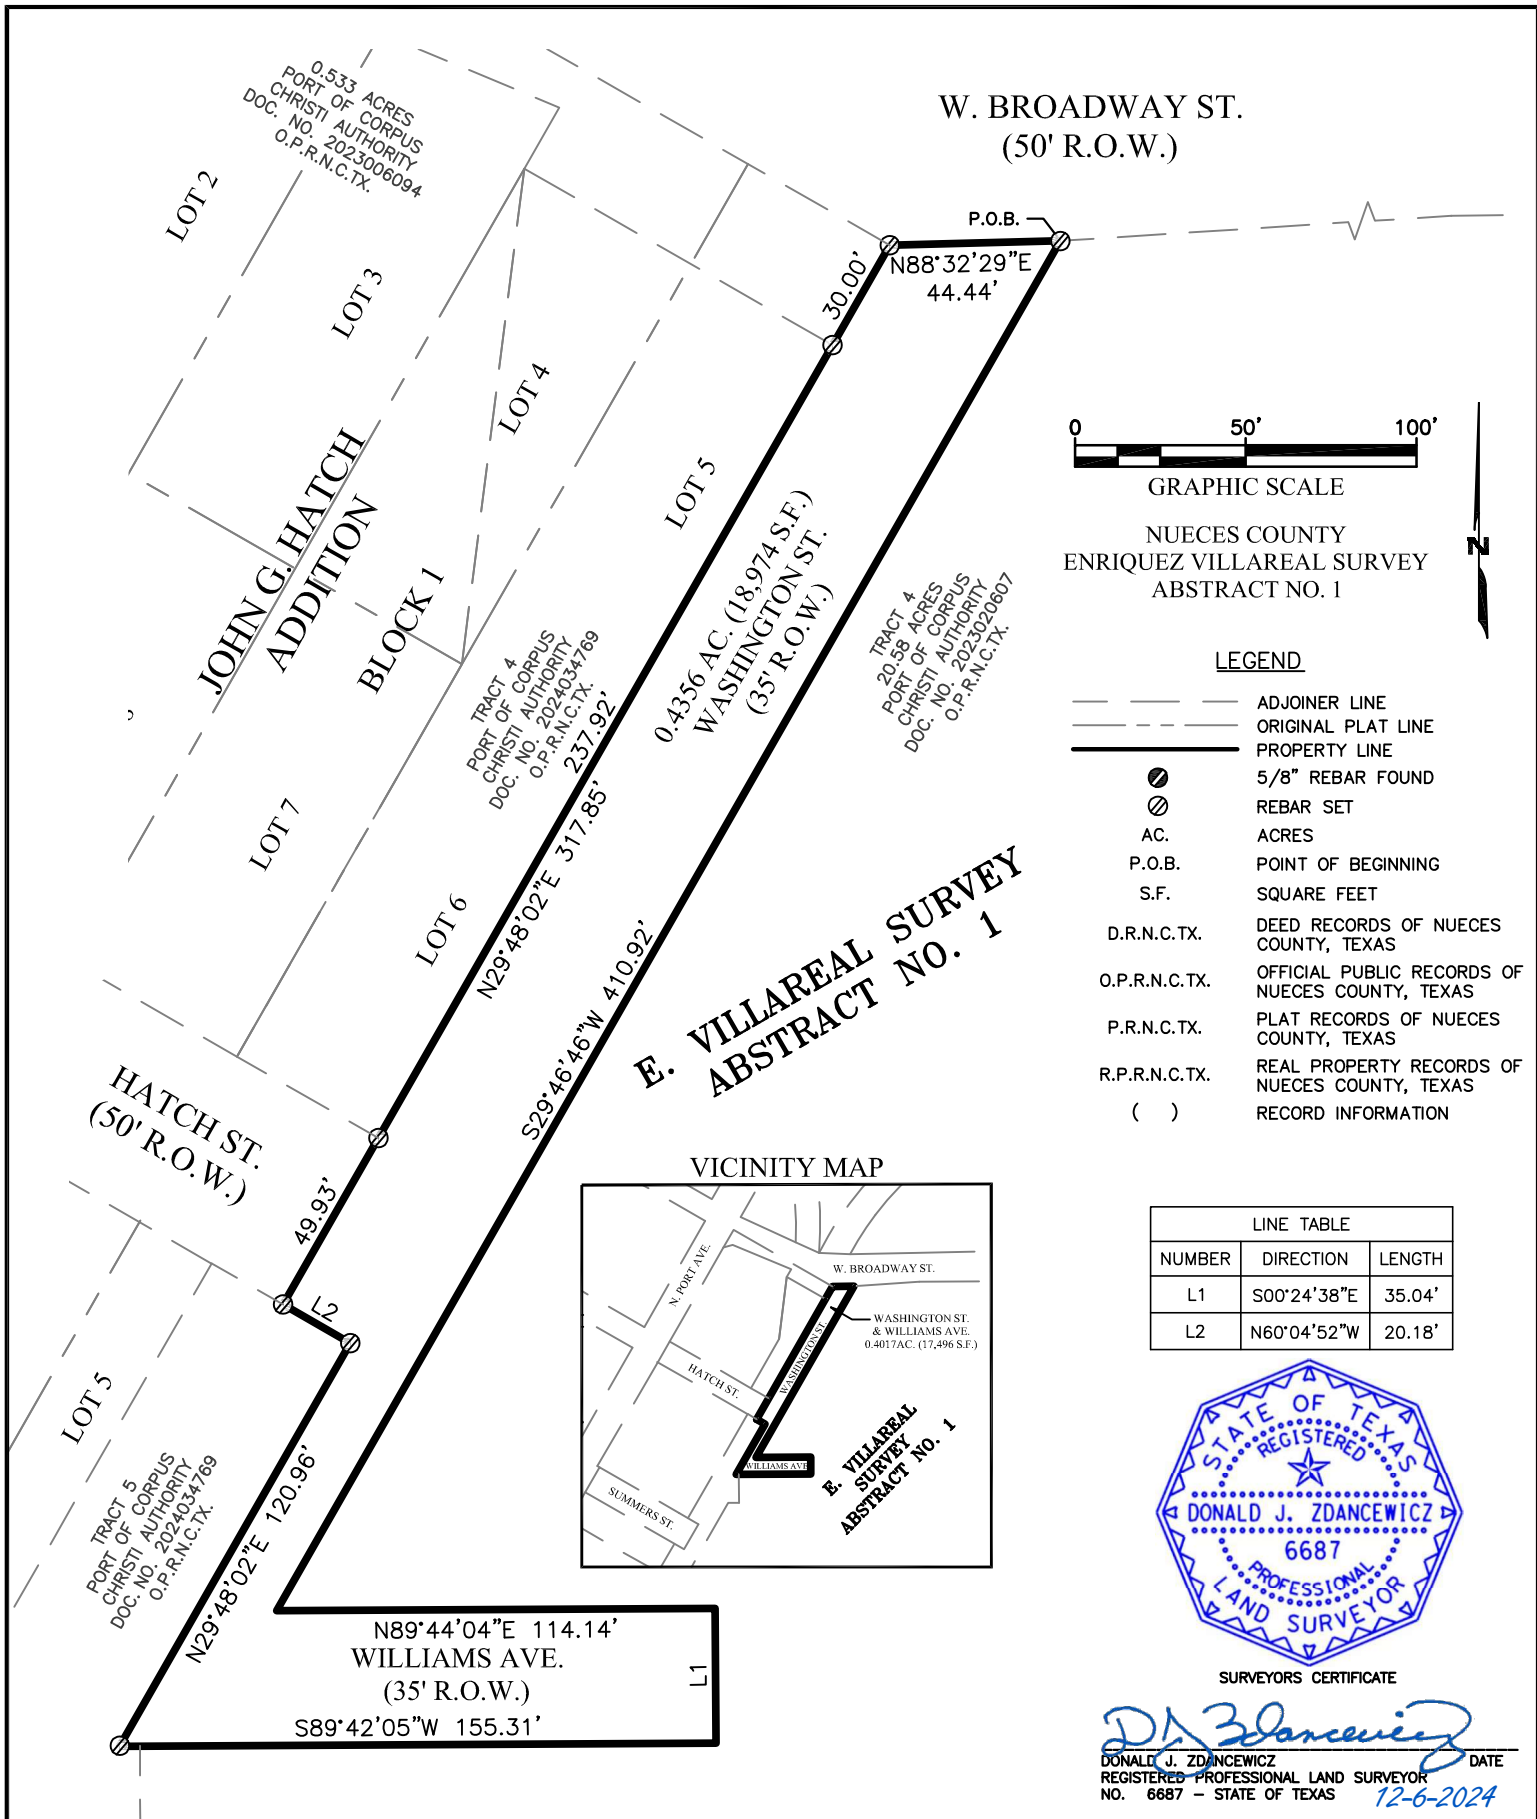 0.533 ACRES
PORT OF CORPUS
CHRISTI AUTHORITY
DOC. NO. 2023006094
O.P.R.N.C.TX.
W. BROADWAY ST.
(50' R.O.W.)
P.O.B.
N88°32'29"E
44.44'
30.00'
LOT 2
LOT 3
LOT 4
LOT 5
JOHN G. HATCH
ADDITION
BLOCK 1
0.4356 AC. (18,974 S.F.)
WASHINGTON ST.
(35' R.O.W.)
TRACT 4
20.58 ACRES
PORT OF CORPUS
CHRISTI AUTHORITY
DOC. NO. 2023020607
O.P.R.N.C.TX.
TRACT 4
PORT OF CORPUS
CHRISTI AUTHORITY
DOC. NO. 2024034769
O.P.R.N.C.TX.
237.92'
N29°48'02"E 317.85'
LOT 7
LOT 6
S29°46'46"W 410.92'
E. VILLAREAL SURVEY
ABSTRACT NO. 1
HATCH ST.
(50' R.O.W.)
49.93'
L2
LOT 5
TRACT 5
PORT OF CORPUS
CHRISTI AUTHORITY
DOC. NO. 2024034769
O.P.R.N.C.TX.
N29°48'02"E 120.96'
N89°44'04"E 114.14'
WILLIAMS AVE.
(35' R.O.W.)
S89°42'05"W 155.31'
L1
0 50' 100'
GRAPHIC SCALE
NUECES COUNTY
ENRIQUEZ VILLAREAL SURVEY
ABSTRACT NO. 1
N
LEGEND
ADJOINER LINE
ORIGINAL PLAT LINE
PROPERTY LINE
5/8" REBAR FOUND
REBAR SET
AC. ACRES
P.O.B. POINT OF BEGINNING
S.F. SQUARE FEET
D.R.N.C.TX. DEED RECORDS OF NUECES
COUNTY, TEXAS
O.P.R.N.C.TX. OFFICIAL PUBLIC RECORDS OF
NUECES COUNTY, TEXAS
P.R.N.C.TX. PLAT RECORDS OF NUECES
COUNTY, TEXAS
R.P.R.N.C.TX. REAL PROPERTY RECORDS OF
NUECES COUNTY, TEXAS
( ) RECORD INFORMATION
VICINITY MAP
N. PORT AVE.
W. BROADWAY ST.
WASHINGTON ST.
& WILLIAMS AVE.
0.4017AC. (17,496 S.F.)
WASHINGTON ST.
HATCH ST.
WILLIAMS AVE
SUMMERS ST.
E. VILLAREAL
SURVEY
ABSTRACT NO. 1
LINE TABLE
NUMBER DIRECTION LENGTH
L1 S00°24'38"E 35.04'
L2 N60°04'52"W 20.18'
STATE OF TEXAS
REGISTERED
DONALD J. ZDANCEWICZ
6687
PROFESSIONAL
LAND SURVEYOR
SURVEYORS CERTIFICATE
DJ Zdancewicz
DONALD J. ZDANCEWICZ DATE
REGISTERED PROFESSIONAL LAND SURVEYOR
NO. 6687 – STATE OF TEXAS 12-6-2024